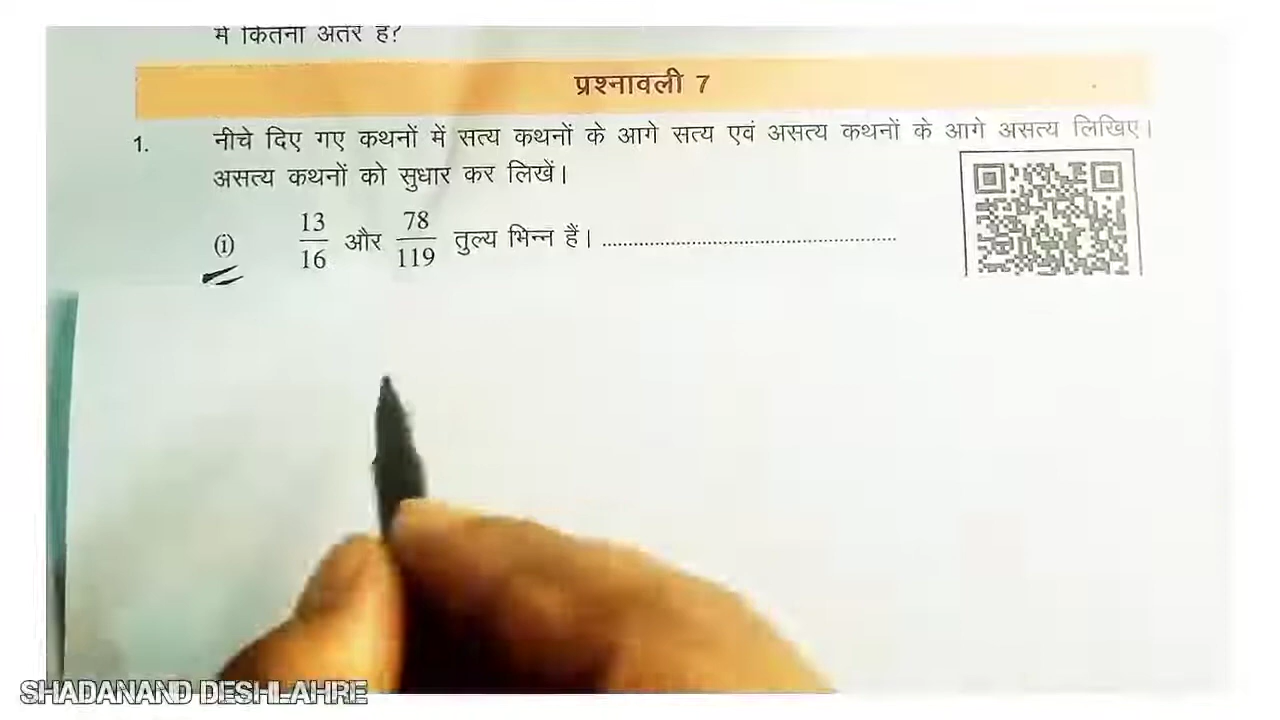 में कितना अंतर है?
प्रश्नावली 7
1. नीचे दिए गए कथनों में सत्य कथनों के आगे सत्य एवं असत्य कथनों के आगे असत्य लिखिए।
असत्य कथनों को सुधार कर लिखें।
(i) 13/16 और 78/119 तुल्य भिन्न हैं। ........................................................
SHADANAND DESHLAHRE